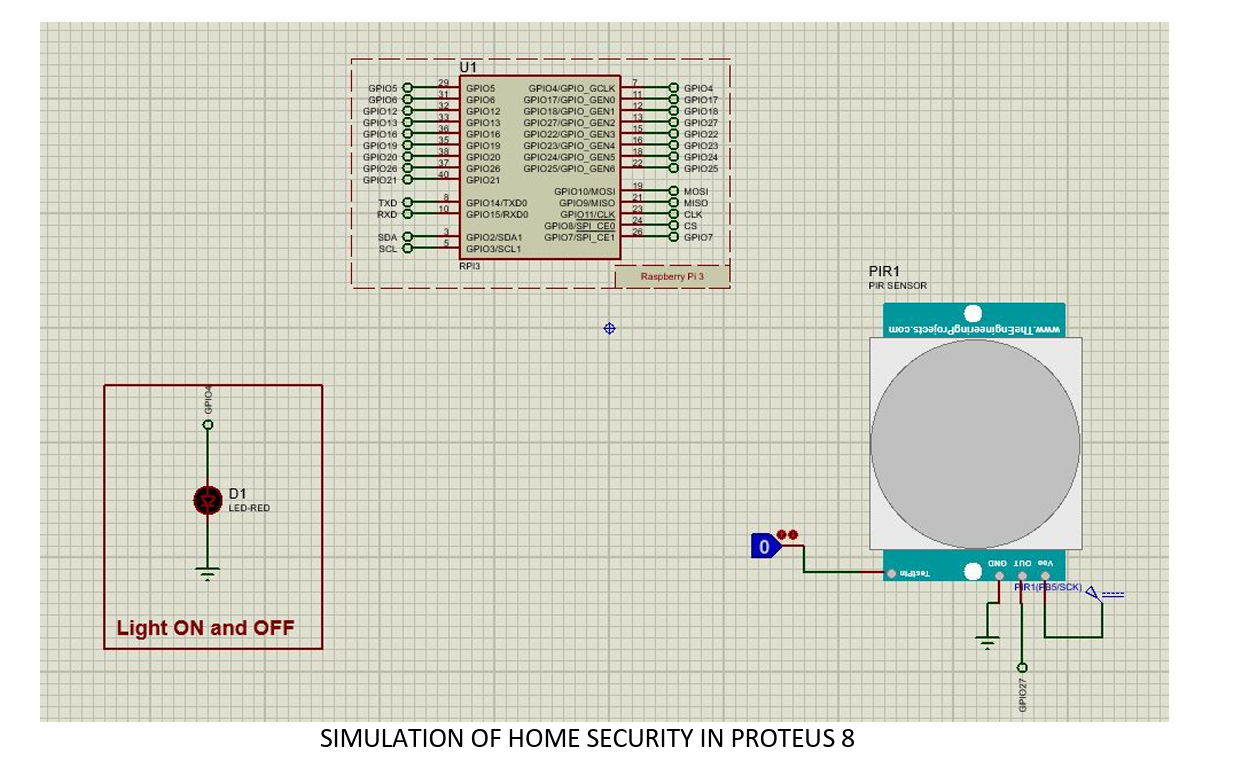 U1
29 GPIO5 GPIO5
31 GPIO6 GPIO6
32 GPIO12 GPIO12
33 GPIO13 GPIO13
36 GPIO16 GPIO16
35 GPIO19 GPIO19
38 GPIO20 GPIO20
37 GPIO26 GPIO26
40 GPIO21 GPIO21
8 TXD GPIO14/TXD0
10 RXD GPIO15/RXD0
3 SDA GPIO2/SDA1
5 SCL GPIO3/SCL1
GPIO4/GPIO_GCLK 7 GPIO4
GPIO17/GPIO_GEN0 11 GPIO17
GPIO18/GPIO_GEN1 12 GPIO18
GPIO27/GPIO_GEN2 13 GPIO27
GPIO22/GPIO_GEN3 15 GPIO22
GPIO23/GPIO_GEN4 16 GPIO23
GPIO24/GPIO_GEN5 18 GPIO24
GPIO25/GPIO_GEN6 22 GPIO25
GPIO10/MOSI 19 MOSI
GPIO9/MISO 21 MISO
GPIO11/CLK 23 CLK
GPIO8/SPI_CE0 24 CS
GPIO7/SPI_CE1 26 GPIO7
RPI3
Raspberry Pi 3
PIR1
PIR SENSOR
www.TheEngineeringProjects.com
GPIO4
D1
LED-RED
Light ON and OFF
0
TestPin
GND OUT Vcc
PIR1(PB5/SCK)
GPIO27
SIMULATION OF HOME SECURITY IN PROTEUS 8